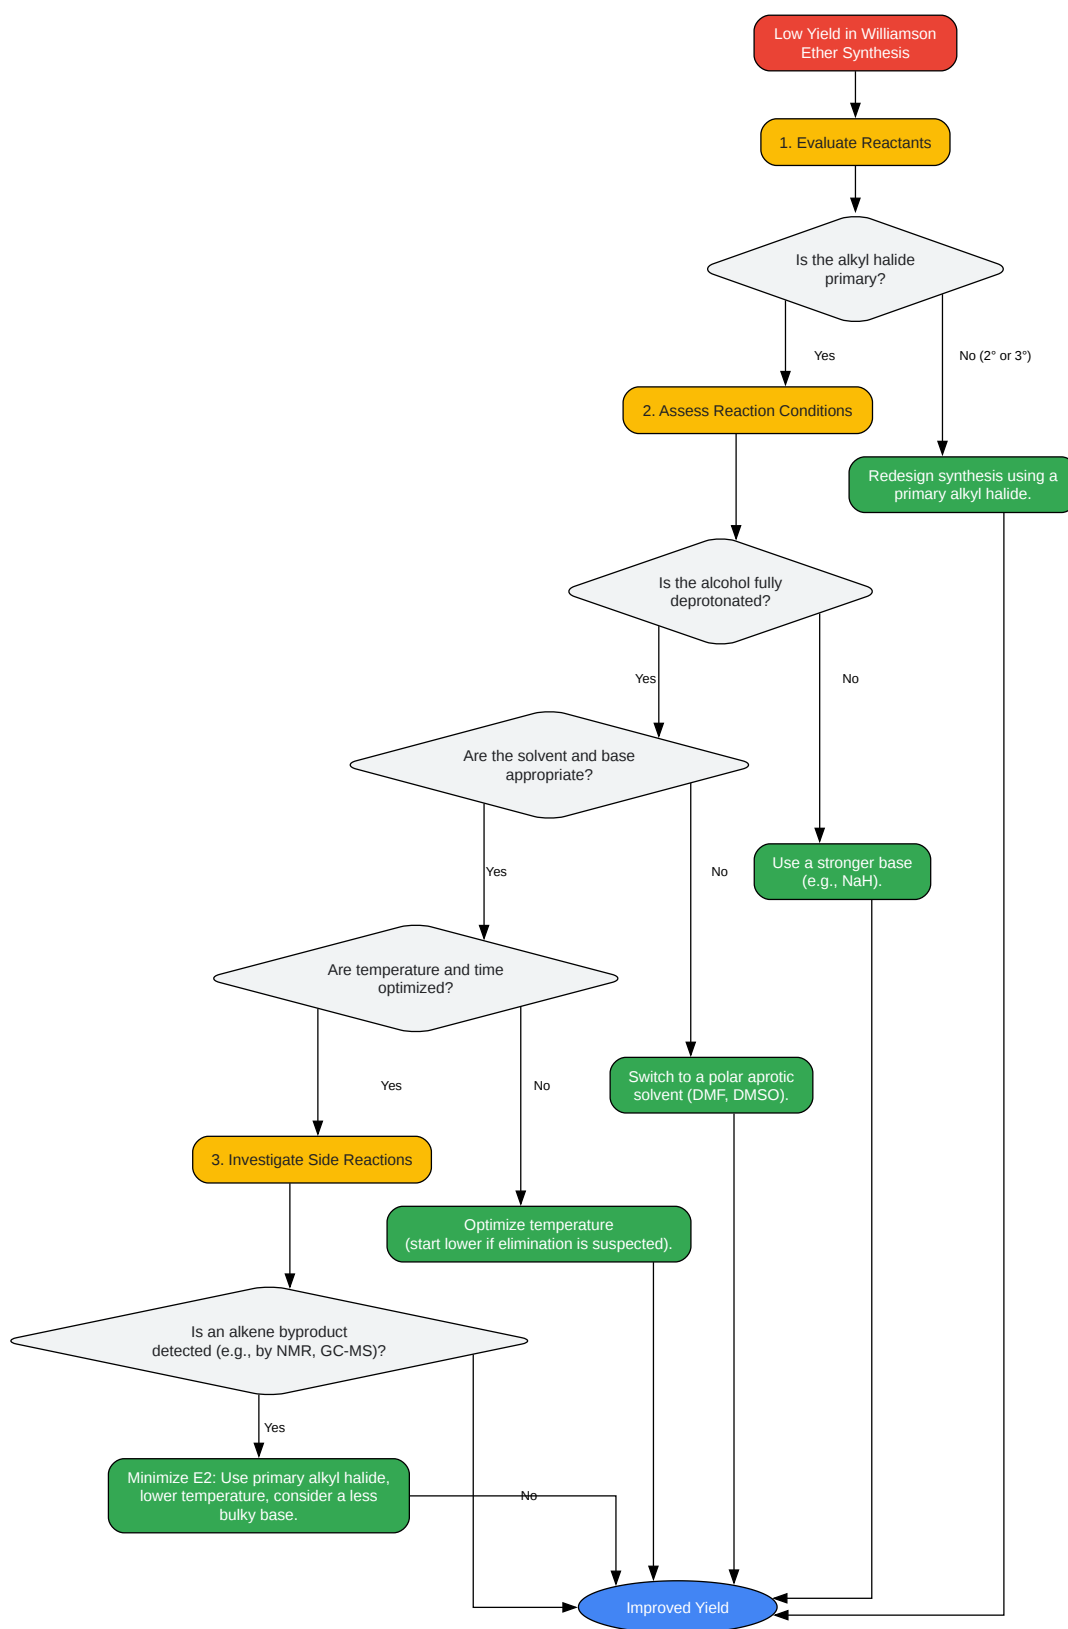 Low Yield in Williamson
Ether Synthesis
1. Evaluate Reactants
Is the alkyl halide
primary?
Yes
No (2° or 3°)
2. Assess Reaction Conditions
Redesign synthesis using a
primary alkyl halide.
Is the alcohol fully
deprotonated?
Yes
No
Are the solvent and base
appropriate?
Yes
No
Use a stronger base
(e.g., NaH).
Are temperature and time
optimized?
Yes
No
Switch to a polar aprotic
solvent (DMF, DMSO).
3. Investigate Side Reactions
Optimize temperature
(start lower if elimination is suspected).
Is an alkene byproduct
detected (e.g., by NMR, GC-MS)?
Yes
Minimize E2: Use primary alkyl halide,
lower temperature, consider a less
bulky base.
No
Improved Yield